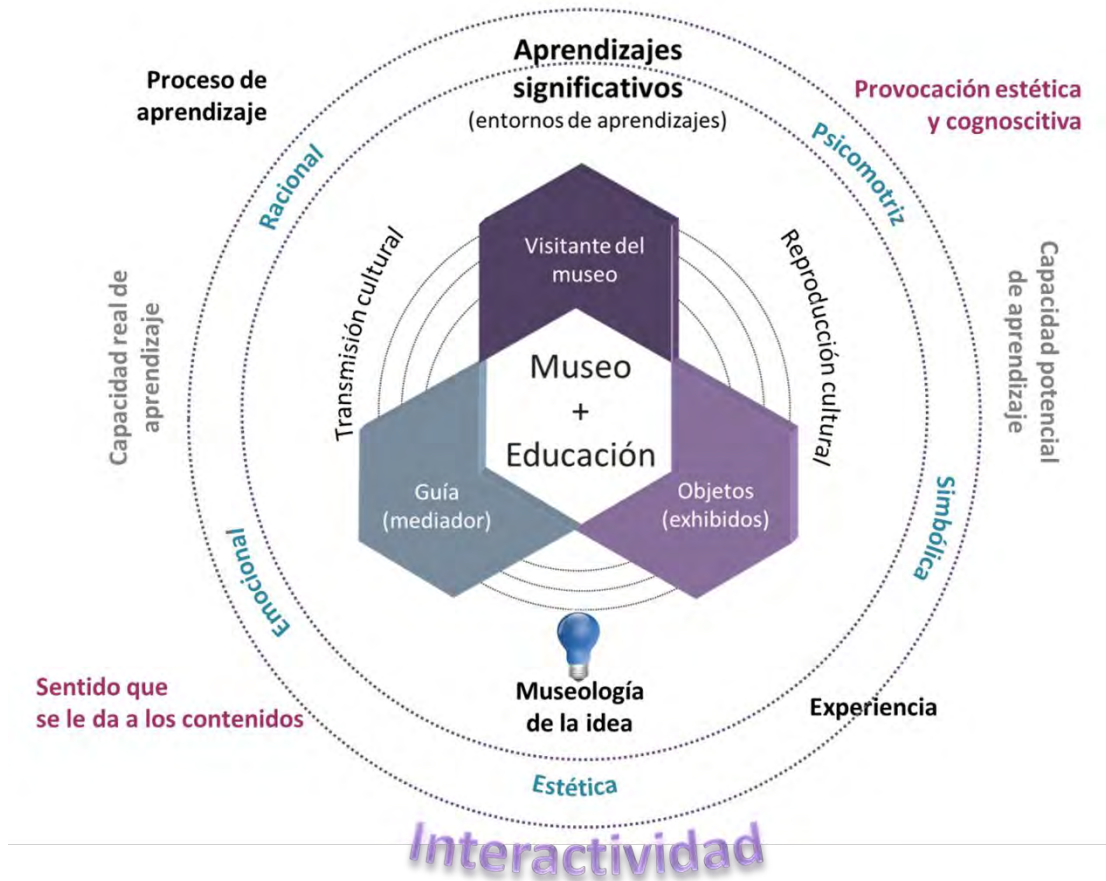 Aprendizajes
significativos
(entornos de aprendizajes)
Proceso de
aprendizaje
Provocación estética
y cognoscitiva
Racional
Psicomotriz
Visitante del
museo
Transmisión cultural
Reproducción cultural
Capacidad real de
aprendizaje
Capacidad potencial
de aprendizaje
Museo
+
Educación
Guía
(mediador)
Objetos
(exhibidos)
Emocional
Simbólica
Sentido que
se le da a los contenidos
Museología
de la idea
Experiencia
Estética
Interactividad